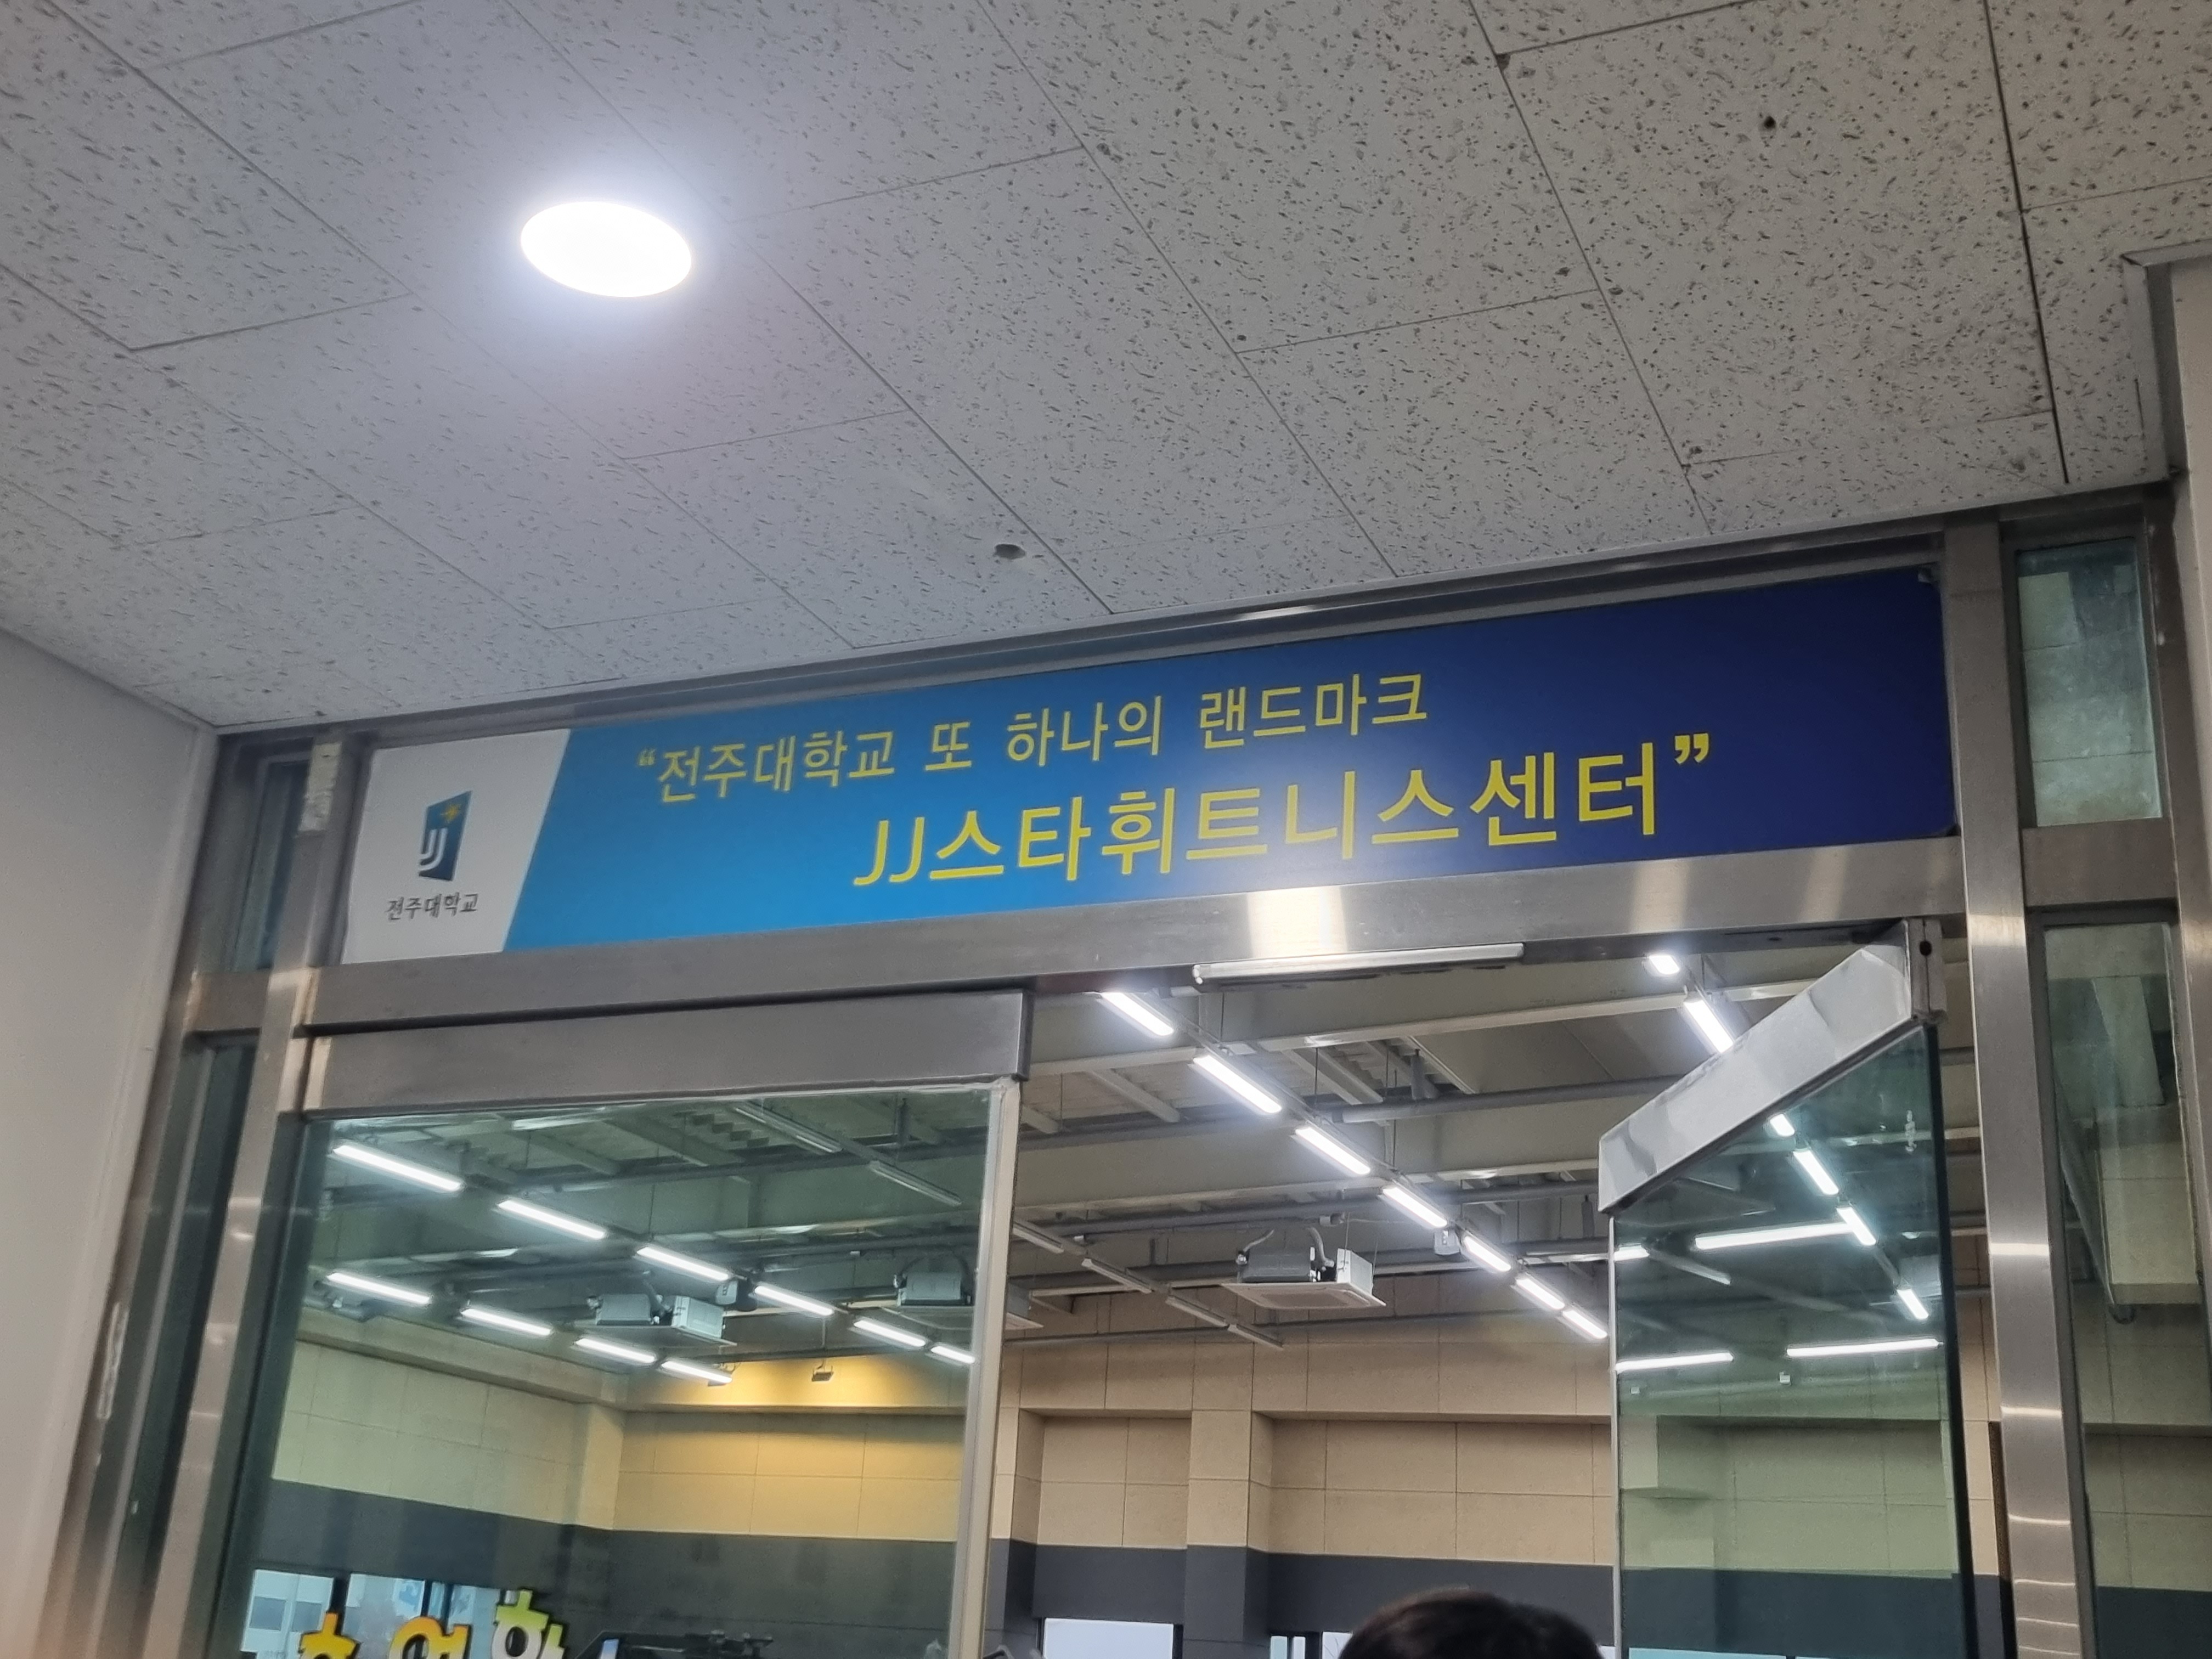 “전주대학교 또 하나의 랜드마크
JJ스타휘트니스센터”
JJ
전주대학교